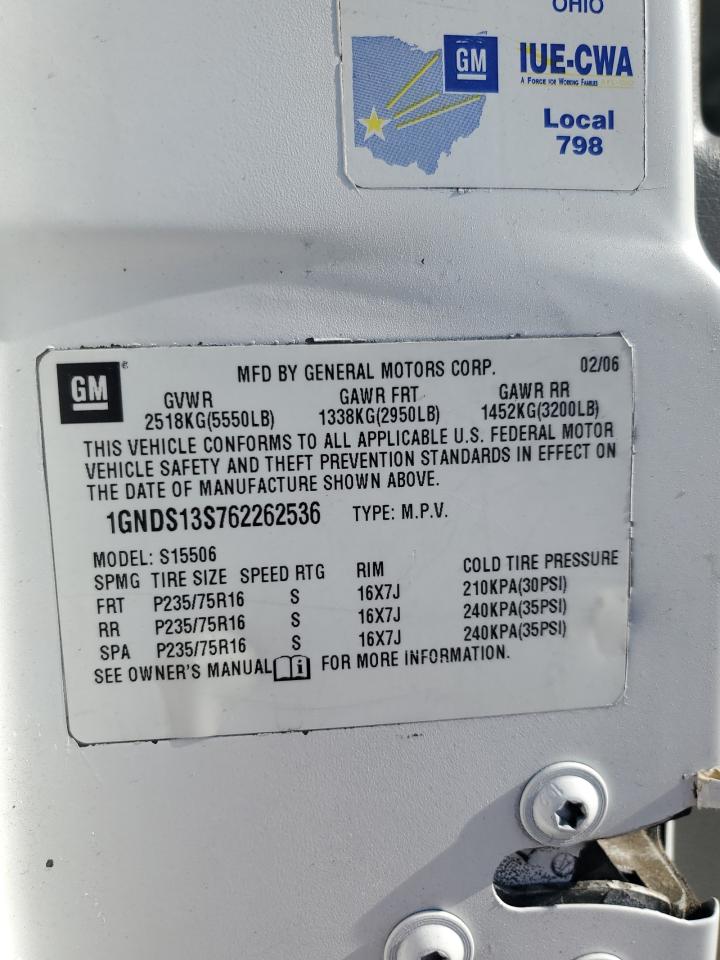 OHIO
GM IUE-CWA
A FORCE FOR WORKING FAMILIES
Local
798
GM
MFD BY GENERAL MOTORS CORP. 02/06
GVWR GAWR FRT GAWR RR
2518KG(5550LB) 1338KG(2950LB) 1452KG(3200LB)
THIS VEHICLE CONFORMS TO ALL APPLICABLE U.S. FEDERAL MOTOR
VEHICLE SAFETY AND THEFT PREVENTION STANDARDS IN EFFECT ON
THE DATE OF MANUFACTURE SHOWN ABOVE.
1GNDS13S762262536 TYPE: M.P.V.
MODEL: S15506
SPMG TIRE SIZE SPEED RTG RIM COLD TIRE PRESSURE
FRT P235/75R16 S 16X7J 210KPA(30PSI)
RR P235/75R16 S 16X7J 240KPA(35PSI)
SPA P235/75R16 S 16X7J 240KPA(35PSI)
SEE OWNER'S MANUAL i FOR MORE INFORMATION.